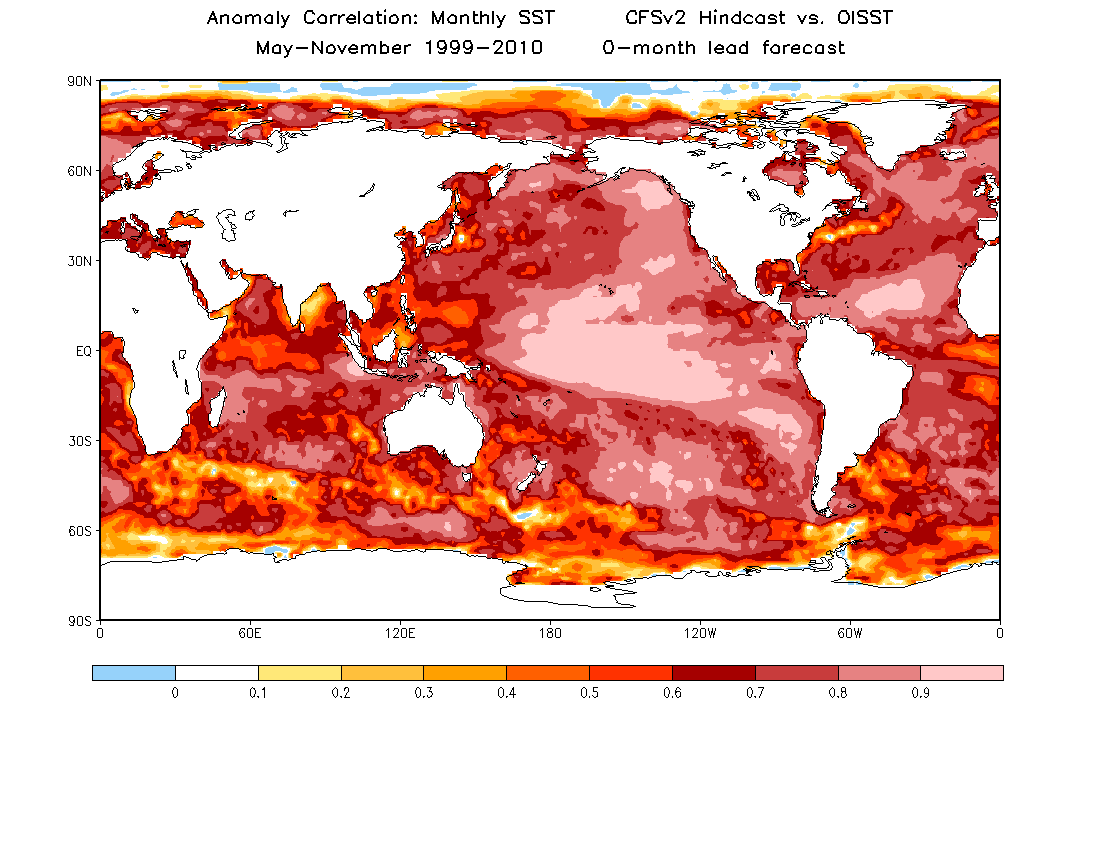 Anomaly Correlation: Monthly SST CFSv2 Hindcast vs. OISST
May-November 1999-2010 0-month lead forecast
90N
60N
30N
EQ
30S
60S
90S
0 60E 120E 180 120W 60W 0
0 0.1 0.2 0.3 0.4 0.5 0.6 0.7 0.8 0.9